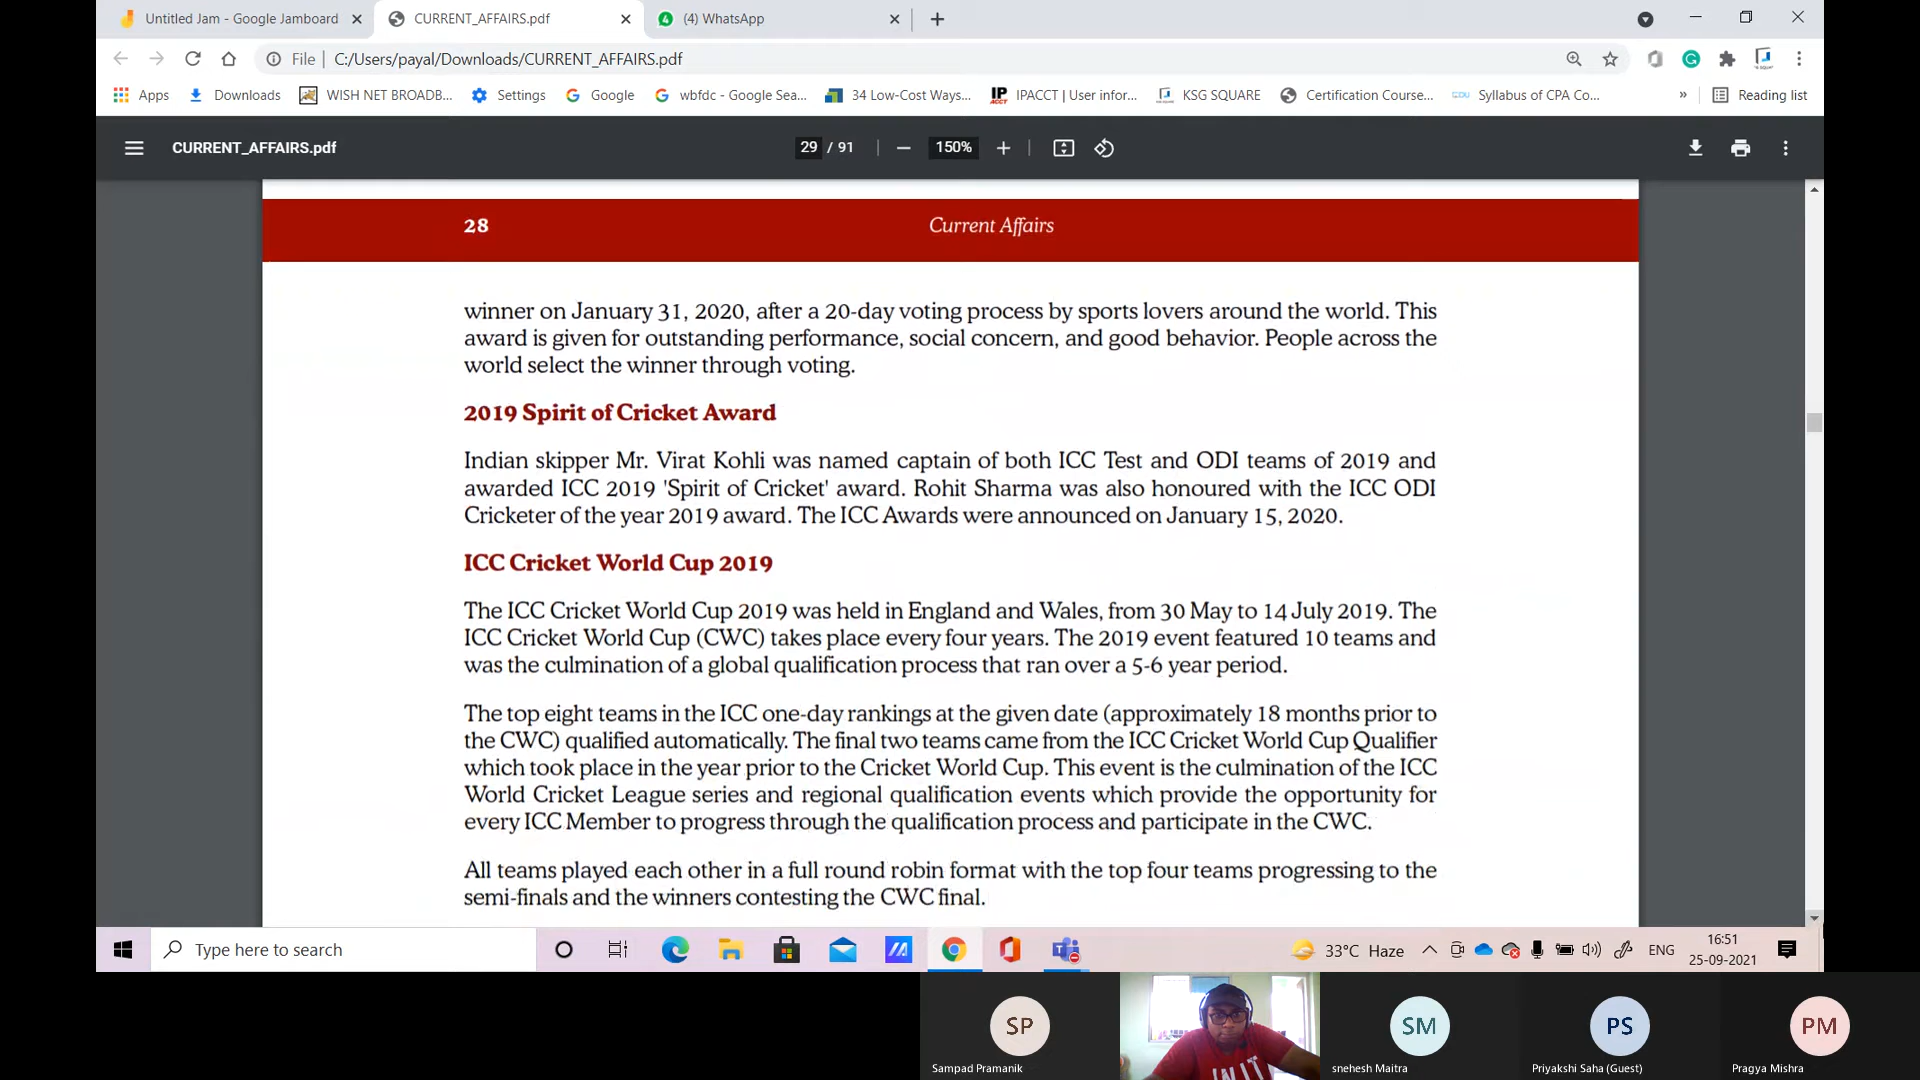 Untitled Jam - Google Jamboard
CURRENT_AFFAIRS.pdf
(4) WhatsApp
File | C:/Users/payal/Downloads/CURRENT_AFFAIRS.pdf
Apps
Downloads
WISH NET BROADB...
Settings
Google
wbfdc - Google Sea...
34 Low-Cost Ways...
IPACCT | User infor...
KSG SQUARE
Certification Course...
Syllabus of CPA Co...
»
Reading list
CURRENT_AFFAIRS.pdf
29 / 91
150%
28
Current Affairs
winner on January 31, 2020, after a 20-day voting process by sports lovers around the world. This
award is given for outstanding performance, social concern, and good behavior. People across the
world select the winner through voting.
2019 Spirit of Cricket Award
Indian skipper Mr. Virat Kohli was named captain of both ICC Test and ODI teams of 2019 and
awarded ICC 2019 'Spirit of Cricket' award. Rohit Sharma was also honoured with the ICC ODI
Cricketer of the year 2019 award. The ICC Awards were announced on January 15, 2020.
ICC Cricket World Cup 2019
The ICC Cricket World Cup 2019 was held in England and Wales, from 30 May to 14 July 2019. The
ICC Cricket World Cup (CWC) takes place every four years. The 2019 event featured 10 teams and
was the culmination of a global qualification process that ran over a 5-6 year period.
The top eight teams in the ICC one-day rankings at the given date (approximately 18 months prior to
the CWC) qualified automatically. The final two teams came from the ICC Cricket World Cup Qualifier
which took place in the year prior to the Cricket World Cup. This event is the culmination of the ICC
World Cricket League series and regional qualification events which provide the opportunity for
every ICC Member to progress through the qualification process and participate in the CWC.
All teams played each other in a full round robin format with the top four teams progressing to the
semi-finals and the winners contesting the CWC final.
Type here to search
33°C Haze
ENG
16:51
25-09-2021
SP
SM
PS
PM
Sampad Pramanik
snehesh Maitra
Priyakshi Saha (Guest)
Pragya Mishra